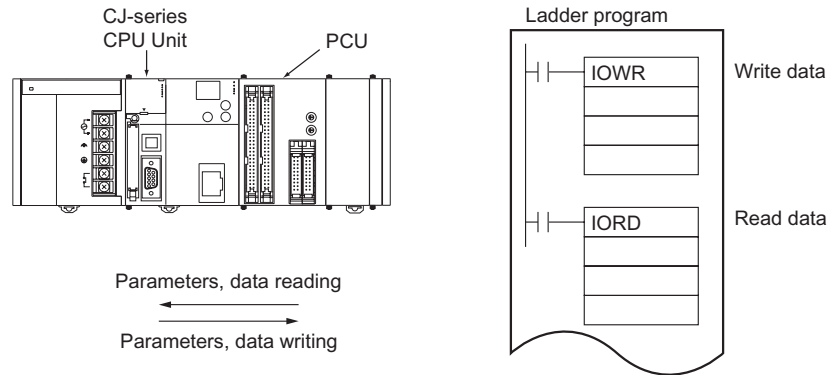 CJ-series
CPU Unit
PCU
Parameters, data reading
Parameters, data writing
Ladder program
IOWR
Write data
IORD
Read data